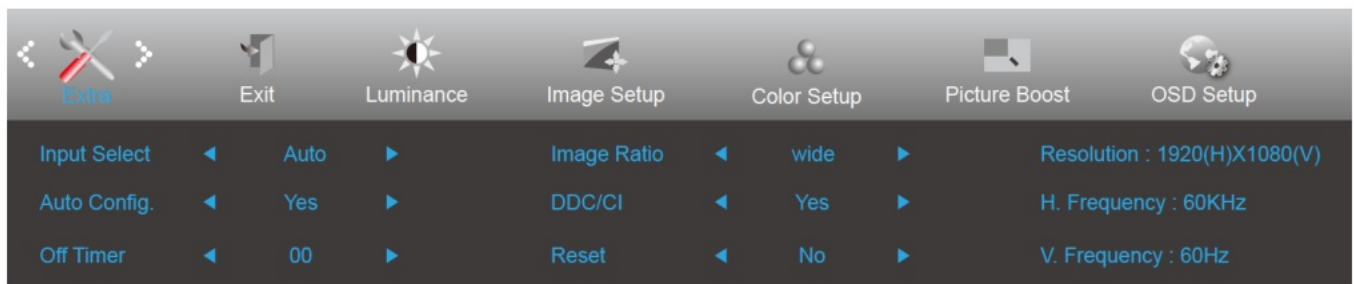 Extra Exit Luminance Image Setup Color Setup Picture Boost OSD Setup
Input Select Auto Image Ratio wide Resolution : 1920(H)X1080(V)
Auto Config. Yes DDC/CI Yes H. Frequency : 60KHz
Off Timer 00 Reset No V. Frequency : 60Hz